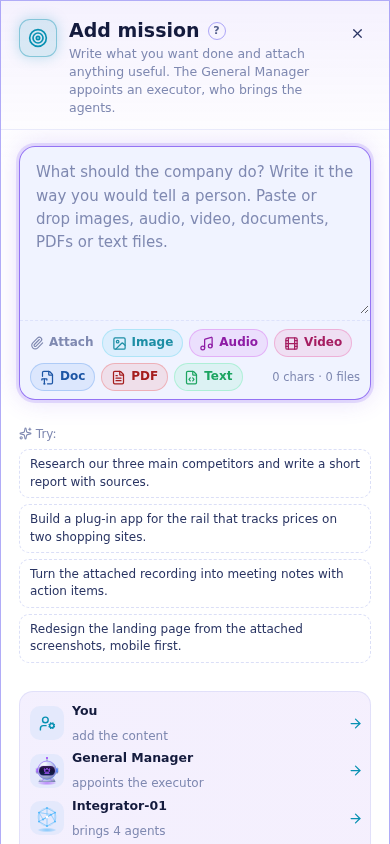 Add mission ?
Write what you want done and attach
anything useful. The General Manager
appoints an executor, who brings the
agents.
What should the company do? Write it the
way you would tell a person. Paste or
drop images, audio, video, documents,
PDFs or text files.
Attach Image Audio Video
Doc PDF Text 0 chars · 0 files
Try:
Research our three main competitors and write a short
report with sources.
Build a plug-in app for the rail that tracks prices on
two shopping sites.
Turn the attached recording into meeting notes with
action items.
Redesign the landing page from the attached
screenshots, mobile first.
You
add the content
General Manager
appoints the executor
Integrator-01
brings 4 agents